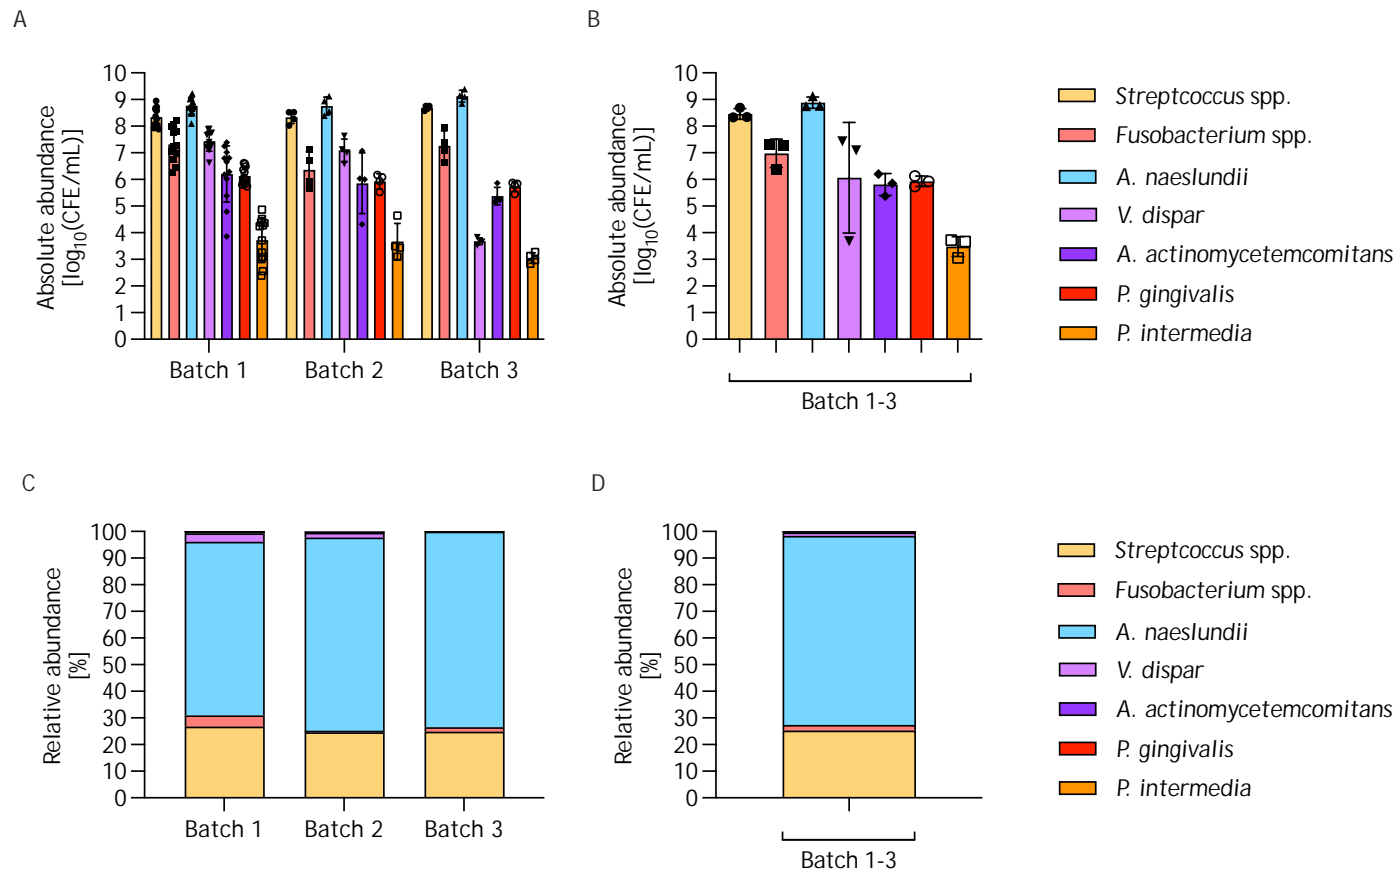 A
Absolute abundance
[log10(CFE/mL)]
10
9
8
7
6
5
4
3
2
1
0
Batch 1
Batch 2
Batch 3
B
Absolute abundance
[log10(CFE/mL)]
10
9
8
7
6
5
4
3
2
1
0
Batch 1-3
Streptcoccus spp.
Fusobacterium spp.
A. naeslundii
V. dispar
A. actinomycetemcomitans
P. gingivalis
P. intermedia
C
Relative abundance
[%]
100
90
80
70
60
50
40
30
20
10
0
Batch 1
Batch 2
Batch 3
D
Relative abundance
[%]
100
90
80
70
60
50
40
30
20
10
0
Batch 1-3
Streptcoccus spp.
Fusobacterium spp.
A. naeslundii
V. dispar
A. actinomycetemcomitans
P. gingivalis
P. intermedia